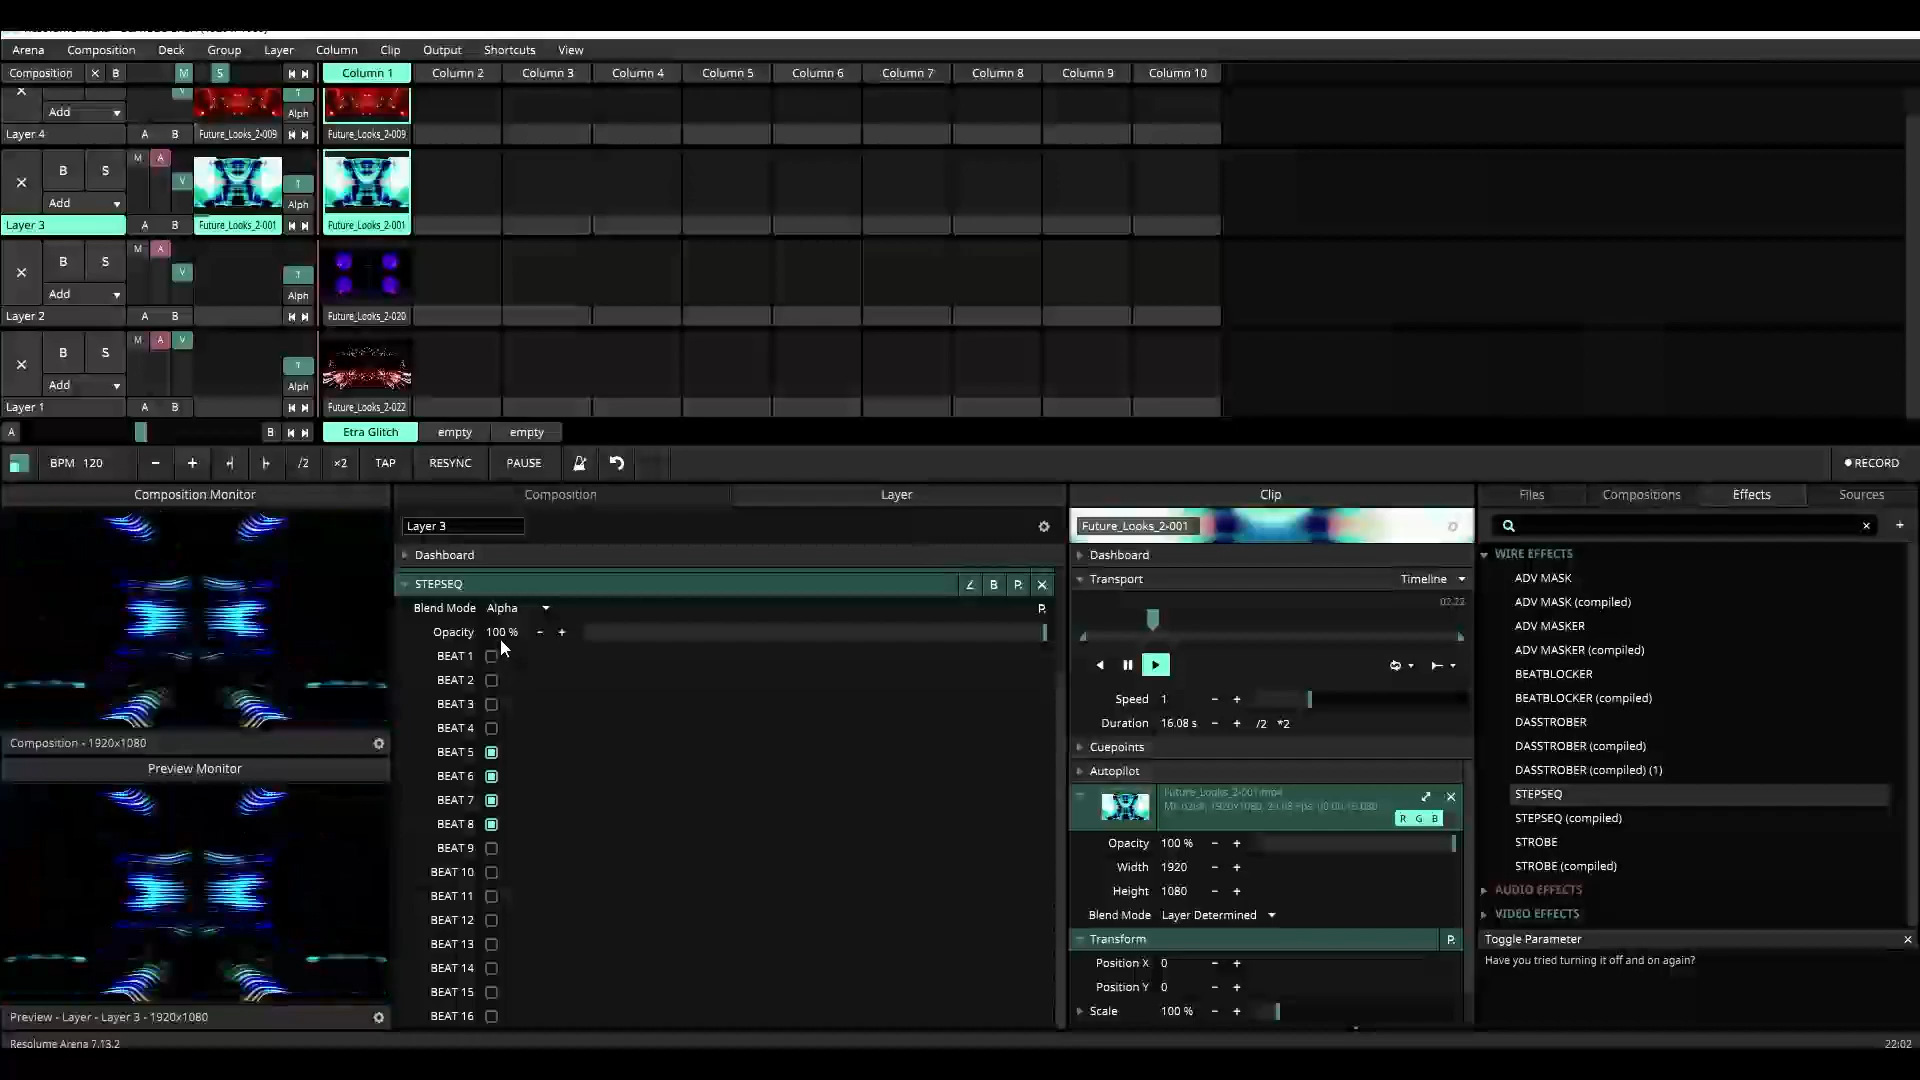 Arena Composition Deck Group Layer Column Clip Output Shortcuts View
Composition × B M S Column 1 Column 2 Column 3 Column 4 Column 5 Column 6 Column 7 Column 8 Column 9 Column 10
× Add V T Alph
Layer 4 A B Future_Looks_2-009 Future_Looks_2-009
× B S M A V T
Add Alph
Layer 3 A B Future_Looks_2-001 Future_Looks_2-001
× B S M A V T
Add Alph
Layer 2 A B Future_Looks_2-020
× B S M A V T
Add Alph
Layer 1 A B Future_Looks_2-022
A B Etra Glitch empty empty
BPM 120 - + /2 ×2 TAP RESYNC PAUSE RECORD
Composition Monitor
Composition - 1920x1080
Preview Monitor
Preview - Layer - Layer 3 - 1920x1080
Composition Layer
Layer 3
Dashboard
STEPSEQ B P. ×
Blend Mode Alpha P.
Opacity 100 % - +
BEAT 1
BEAT 2
BEAT 3
BEAT 4
BEAT 5
BEAT 6
BEAT 7
BEAT 8
BEAT 9
BEAT 10
BEAT 11
BEAT 12
BEAT 13
BEAT 14
BEAT 15
BEAT 16
Clip
Future_Looks_2-001
Dashboard
Transport Timeline
02.22
Speed 1 - +
Duration 16.08 s - + /2 *2
Cuepoints
Autopilot
Future_Looks_2-001.mp4
R G B
Opacity 100 % - +
Width 1920 - +
Height 1080 - +
Blend Mode Layer Determined
Transform P.
Position X 0 - +
Position Y 0 - +
Scale 100 % - +
Files Compositions Effects Sources
× +
WIRE EFFECTS
ADV MASK
ADV MASK (compiled)
ADV MASKER
ADV MASKER (compiled)
BEATBLOCKER
BEATBLOCKER (compiled)
DASSTROBER
DASSTROBER (compiled)
DASSTROBER (compiled) (1)
STEPSEQ
STEPSEQ (compiled)
STROBE
STROBE (compiled)
AUDIO EFFECTS
VIDEO EFFECTS
Toggle Parameter ×
Have you tried turning it off and on again?
Resolume Arena 7.13.2 22:02